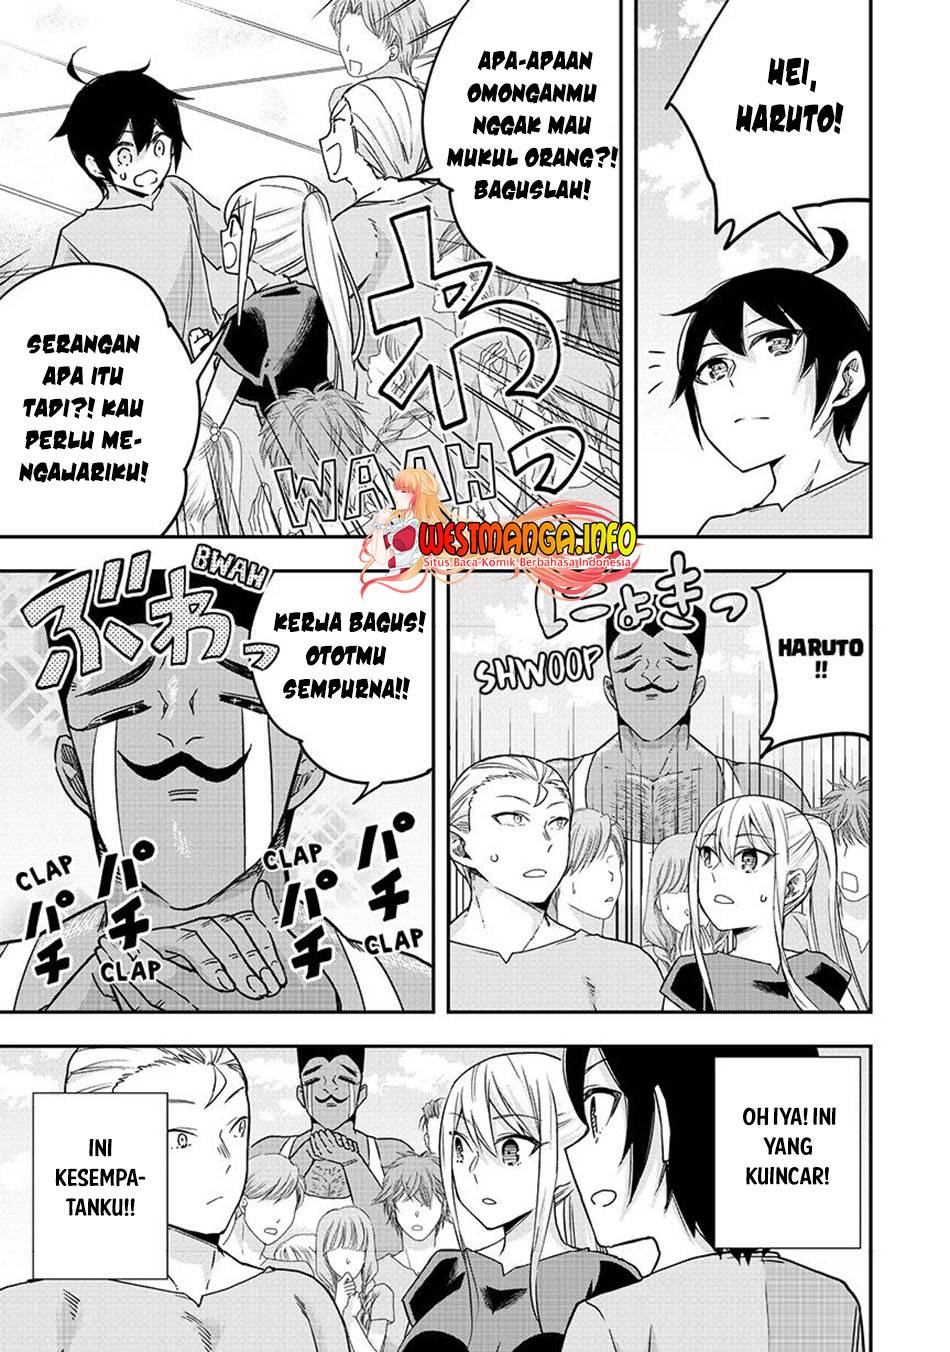 HEI,
HARUTO!
APA-APAAN
OMONGANMU
NGGAK MAU
MUKUL ORANG?!
BAGUSLAH!
SERANGAN
APA ITU
TADI?! KAU
PERLU ME-
NGAJARIKU!
わっ
WAAH
WESTMANGA.INFO
Situs Baca Komik Berbahasa Indonesia
HARUTO
!!
にょきっ
SHWOOP
KERJA BAGUS!
OTOTMU
SEMPURNA!!
ぶわっ
BWAH
パチ
CLAP
パチ
CLAP
パチ
CLAP
パチ
CLAP
OH IYA! INI
YANG
KUINCAR!
INI
KESEMPA-
TANKU!!